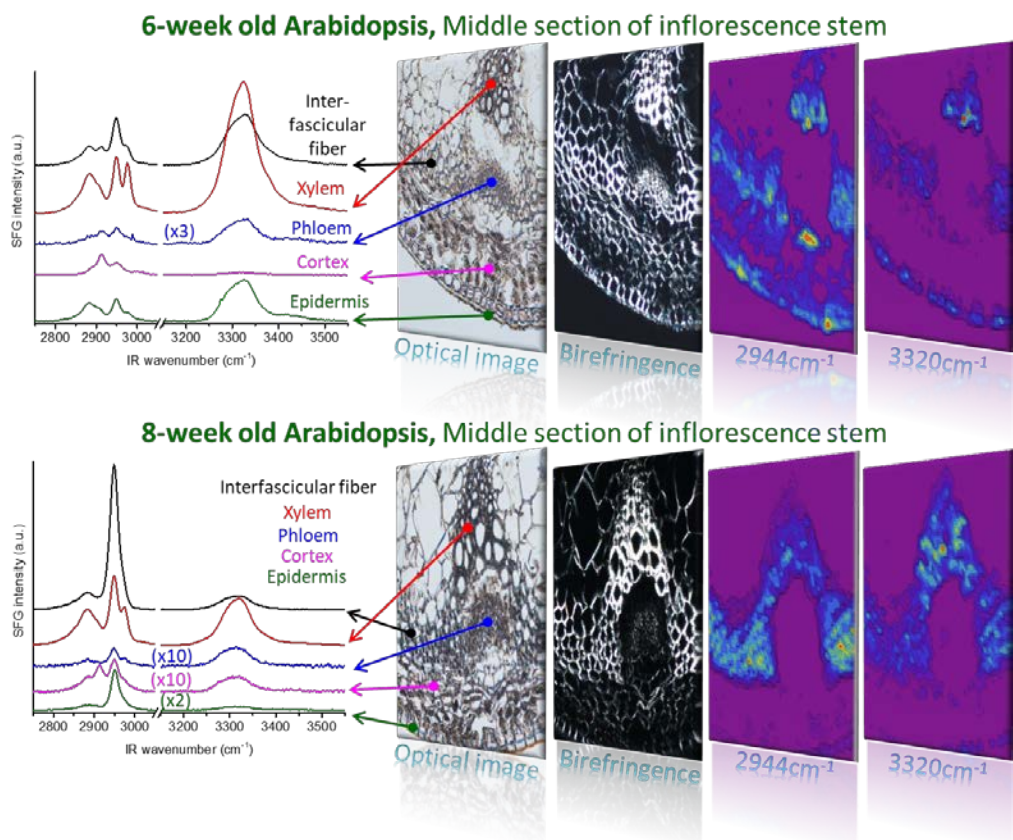 6-week old Arabidopsis, Middle section of inflorescence stem
SFG intensity (a.u.)
Inter-
fascicular
fiber
Xylem
(x3)
Phloem
Cortex
Epidermis
2800 2900 3000 3200 3300 3400 3500
IR wavenumber (cm-1)
Optical image
Birefringence
2944cm-1
3320cm-1
8-week old Arabidopsis, Middle section of inflorescence stem
SFG intensity (a.u.)
Interfascicular fiber
Xylem
Phloem
Cortex
Epidermis
(x10)
(x10)
(x2)
2800 2900 3000 3200 3300 3400 3500
IR wavenumber (cm-1)
Optical image
Birefringence
2944cm-1
3320cm-1